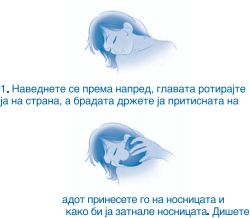 1. Наведнете се према напред, главата ротирајте
ја на страна, а брадата држете ја притисната на
адот принесете го на носницата и
како би ја затнале носницата. Дишете